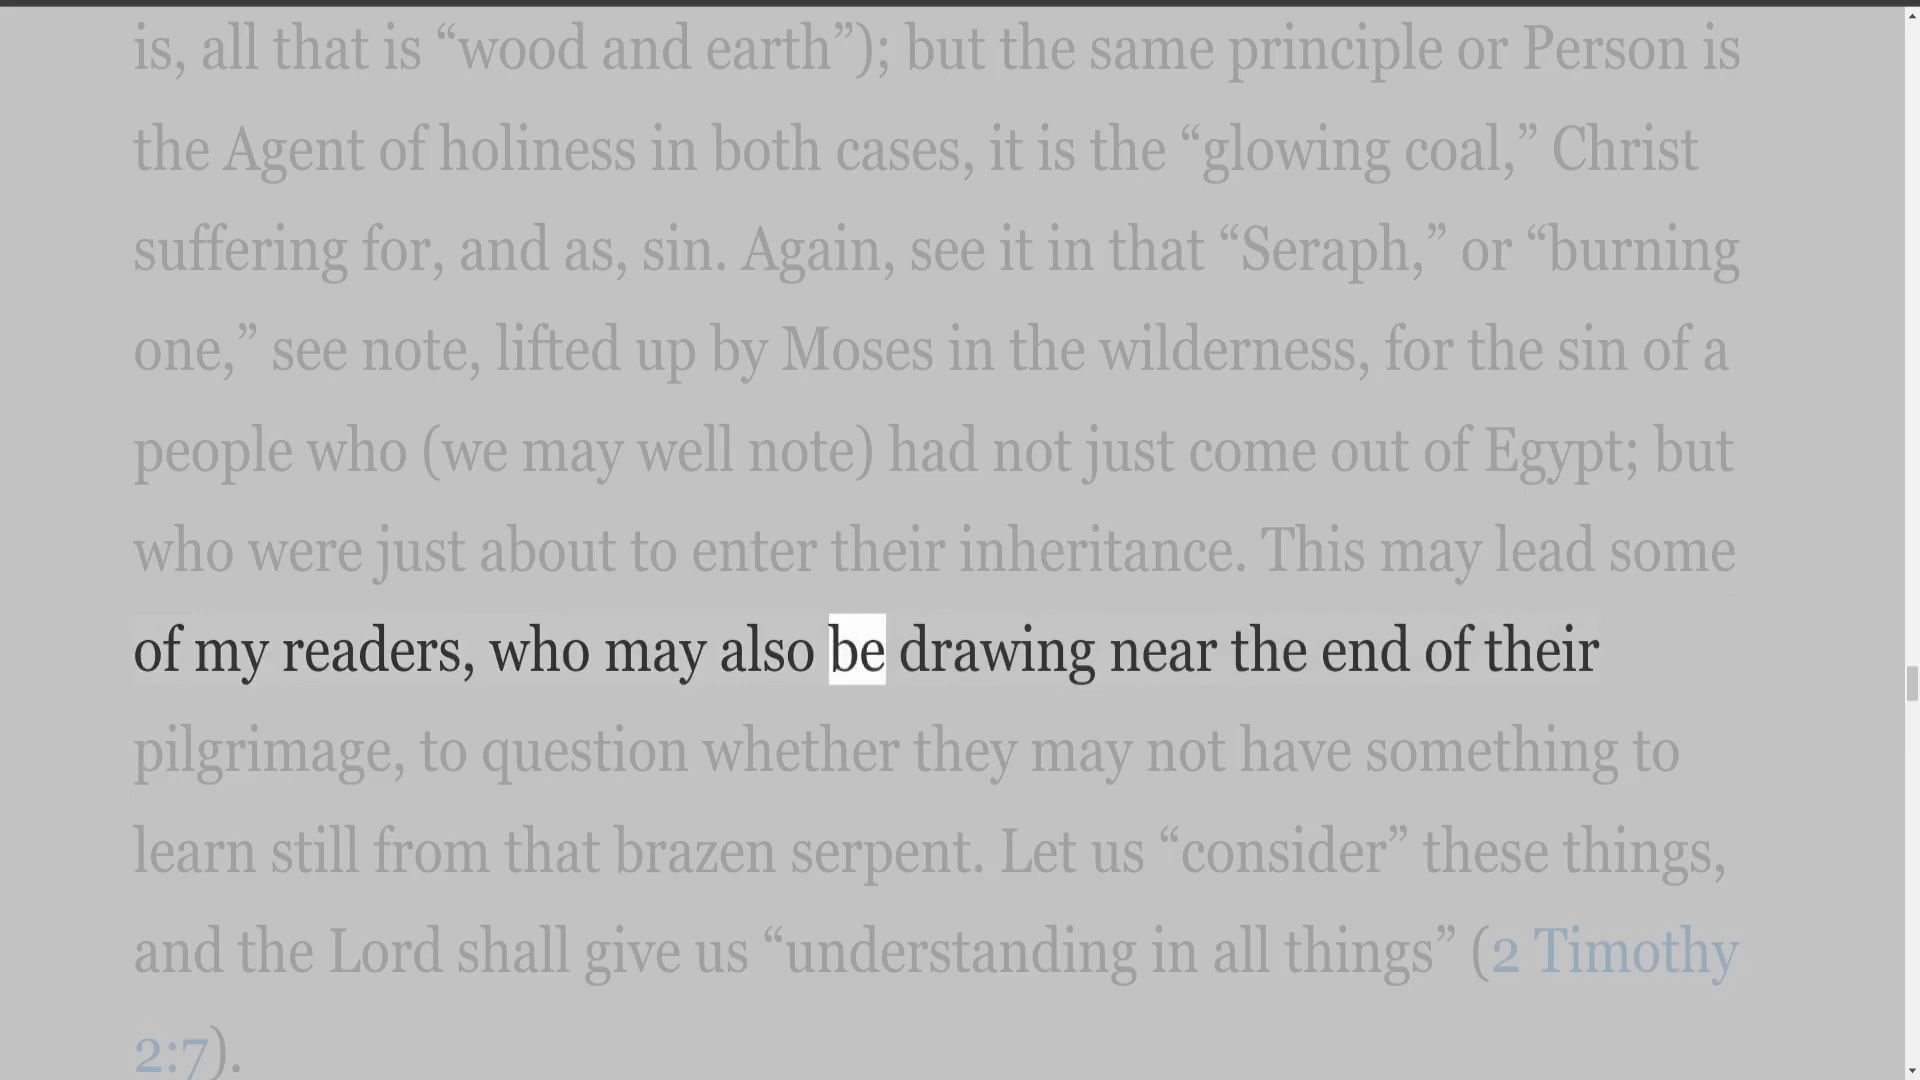 is, all that is “wood and earth”); but the same principle or Person is
the Agent of holiness in both cases, it is the “glowing coal,” Christ
suffering for, and as, sin. Again, see it in that “Seraph,” or “burning
one,” see note, lifted up by Moses in the wilderness, for the sin of a
people who (we may well note) had not just come out of Egypt; but
who were just about to enter their inheritance. This may lead some
of my readers, who may also be drawing near the end of their
pilgrimage, to question whether they may not have something to
learn still from that brazen serpent. Let us “consider” these things,
and the Lord shall give us “understanding in all things” (2 Timothy
2:7).